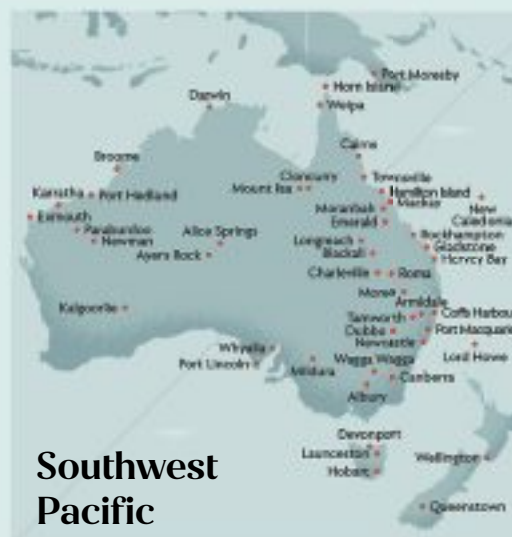 Port Moresby
Horn Island
Weipa
Darwin
Cairns
Broome
Townsville
Cloncurry
Mount Isa
Hamilton Island
Mackay
Karratha
Port Hedland
New
Caledonia
Moranbah
Emerald
Exmouth
Paraburdoo
Newman
Alice Springs
Rockhampton
Gladstone
Hervey Bay
Longreach
Blackall
Ayers Rock
Charleville
Roma
Moree
Armidale
Kalgoorlie
Tamworth
Coffs Harbou
Dubbo
Port Macquarie
Newcastle
Whyalla
Port Lincoln
Lord Howe
Mildura
Wagga Wagga
Canberra
Albury
Devonport
Launceston
Hobart
Wellington
Queenstown
Southwest
Pacific